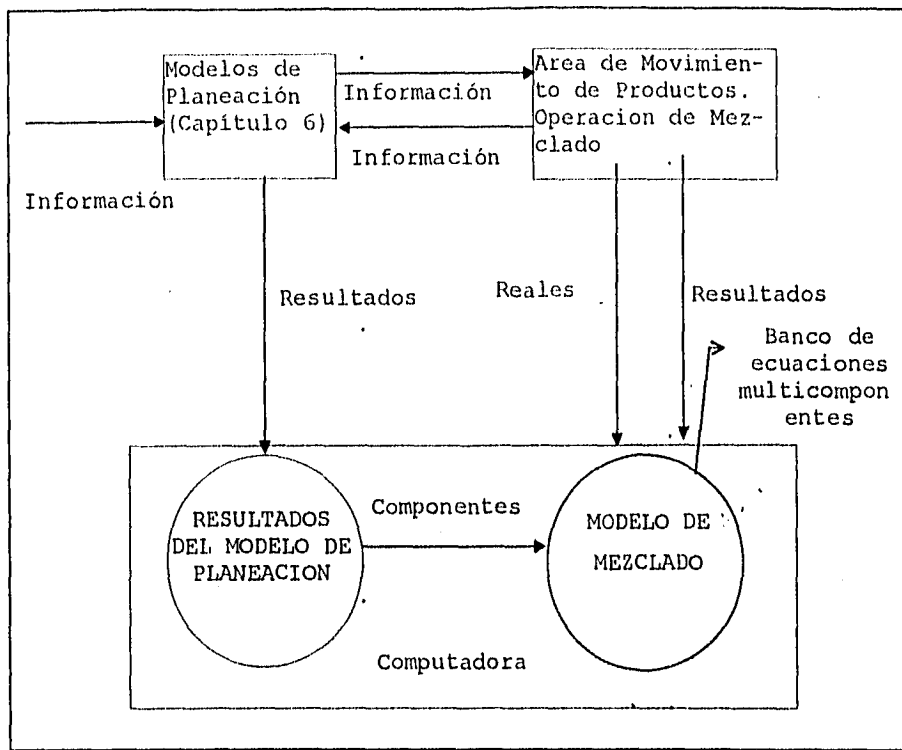 Modelos de
Planeación
(Capítulo 6)
Información
Información
Area de Movimien-
to de Productos.
Operacion de Mez-
clado
Información
Resultados
Reales
Resultados
Banco de
ecuaciones
multicompon
entes
RESULTADOS
DEL MODELO DE
PLANEACION
Componentes
MODELO DE
MEZCLADO
Computadora